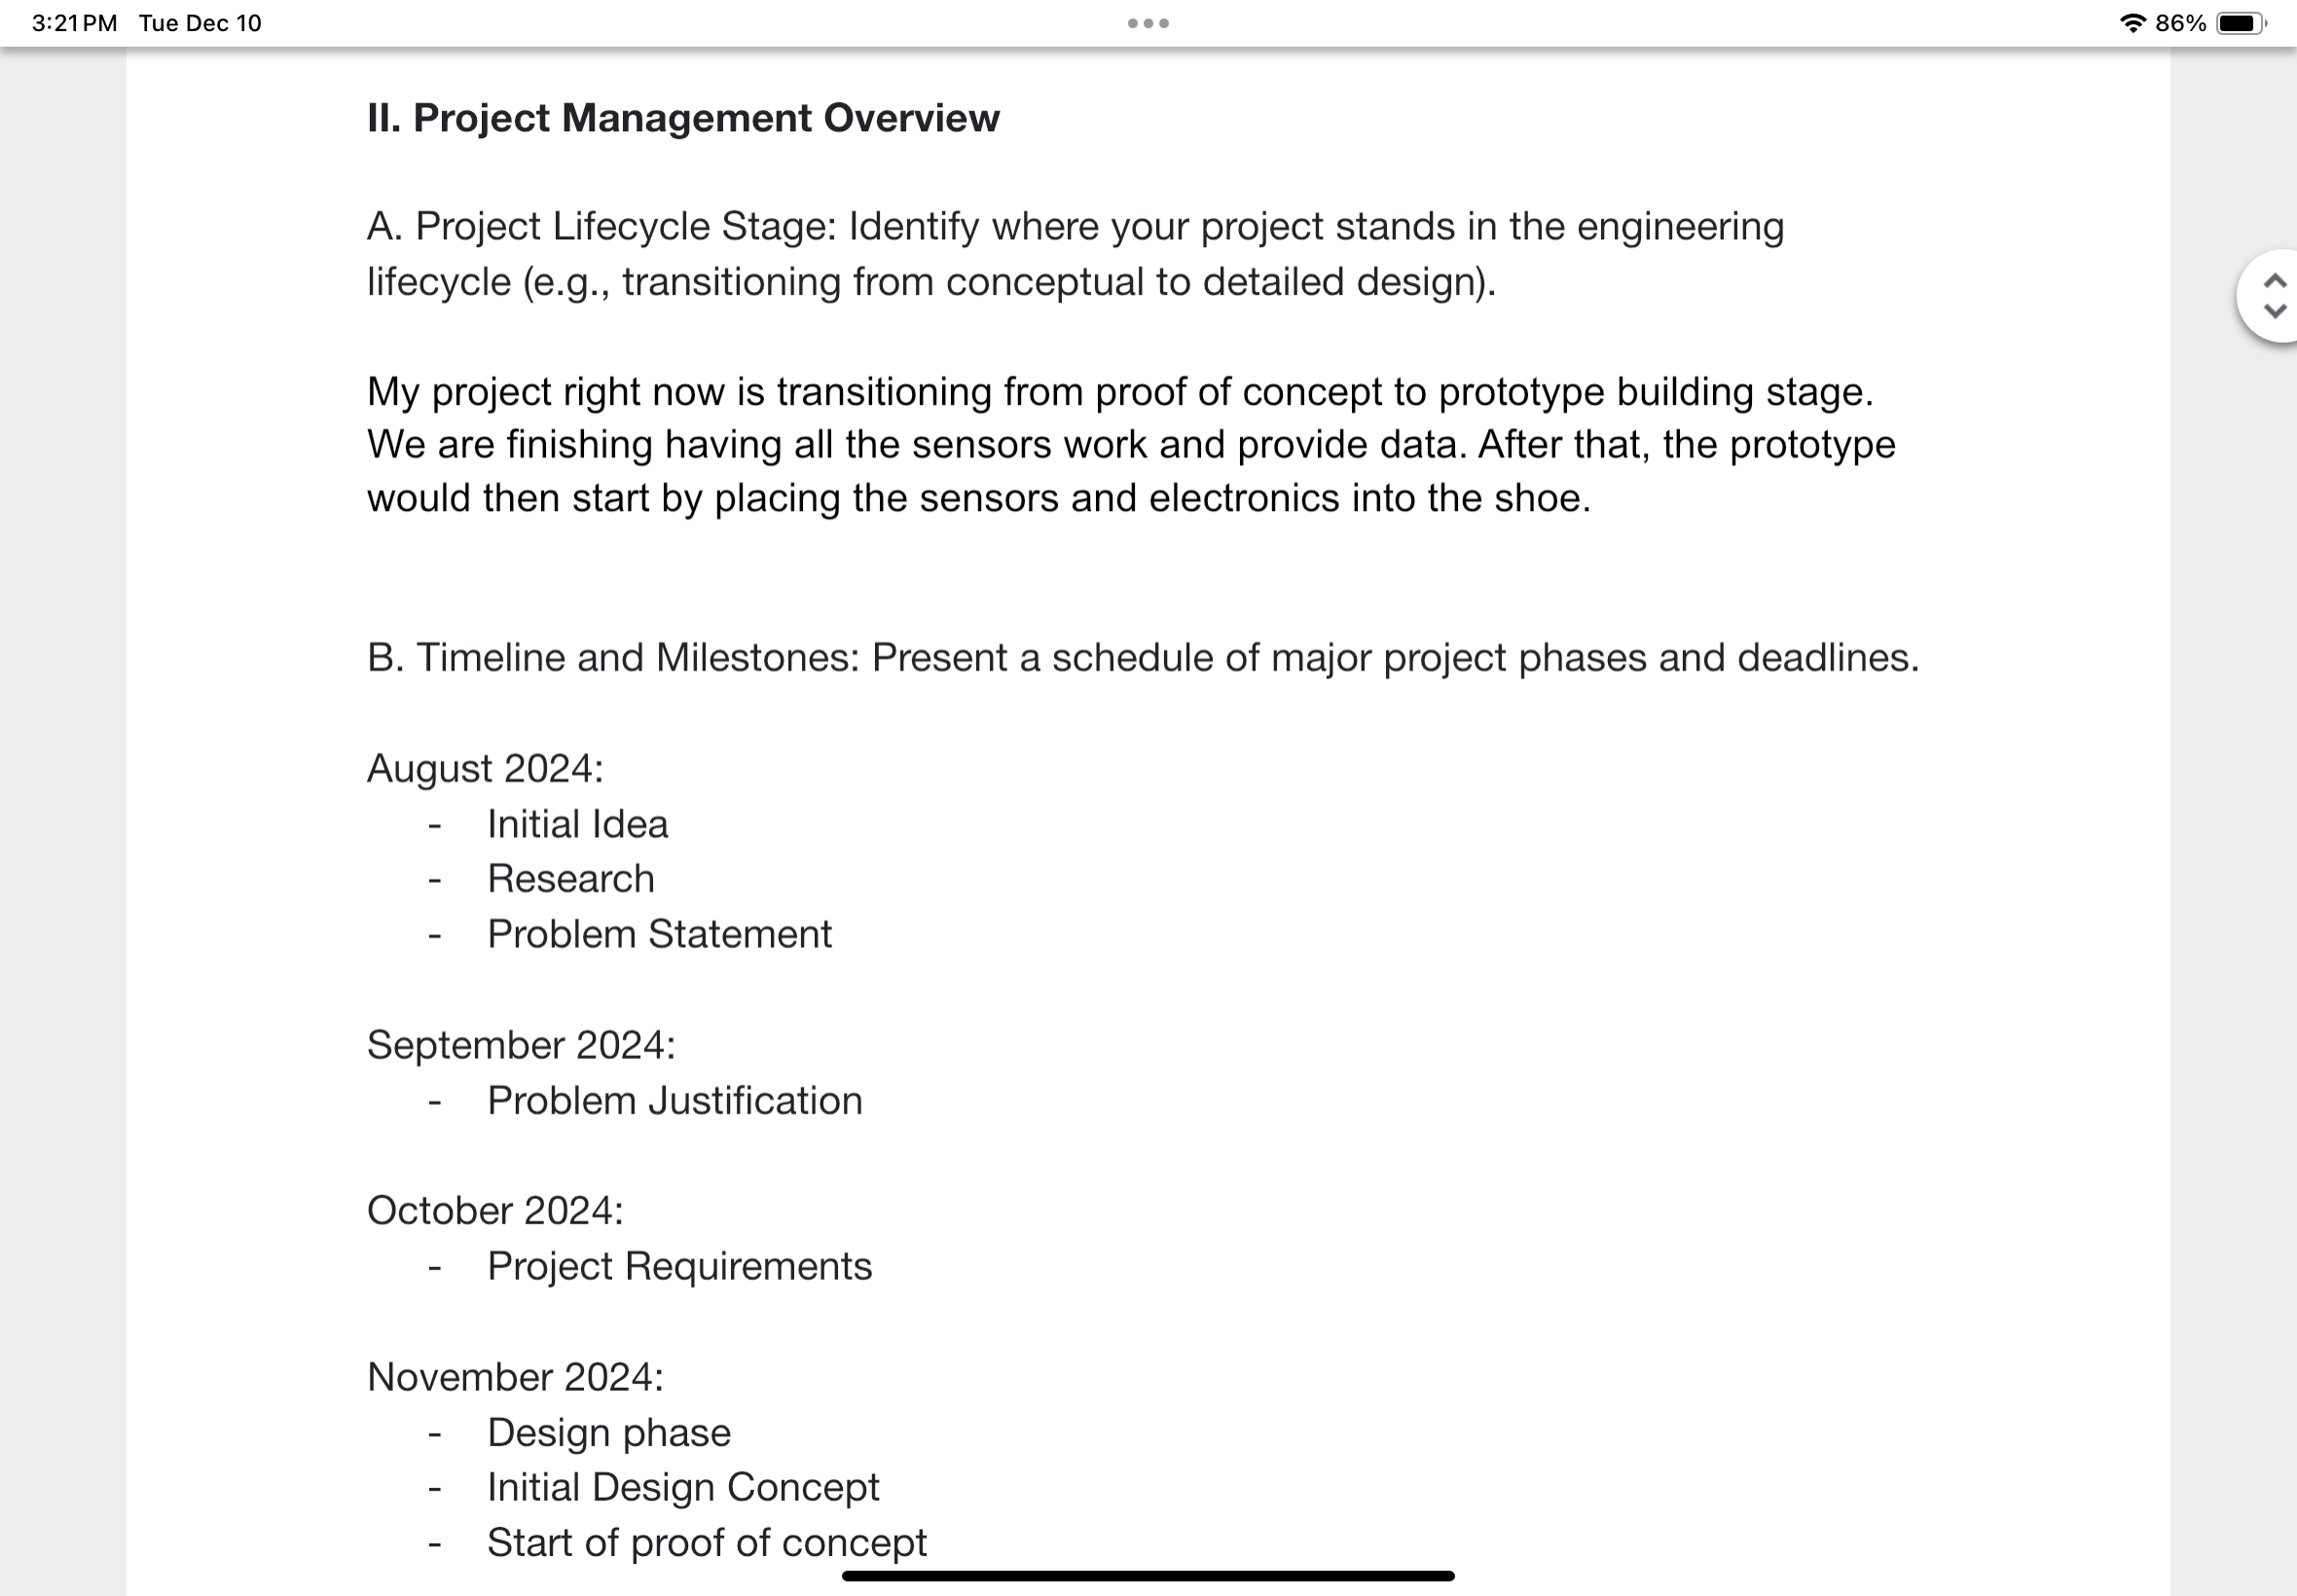 3:21 PM Tue Dec 10
86%
II. Project Management Overview
A. Project Lifecycle Stage: Identify where your project stands in the engineering
lifecycle (e.g., transitioning from conceptual to detailed design).
My project right now is transitioning from proof of concept to prototype building stage.
We are finishing having all the sensors work and provide data. After that, the prototype
would then start by placing the sensors and electronics into the shoe.
B. Timeline and Milestones: Present a schedule of major project phases and deadlines.
August 2024:
- Initial Idea
- Research
- Problem Statement
September 2024:
- Problem Justification
October 2024:
- Project Requirements
November 2024:
- Design phase
- Initial Design Concept
- Start of proof of concept